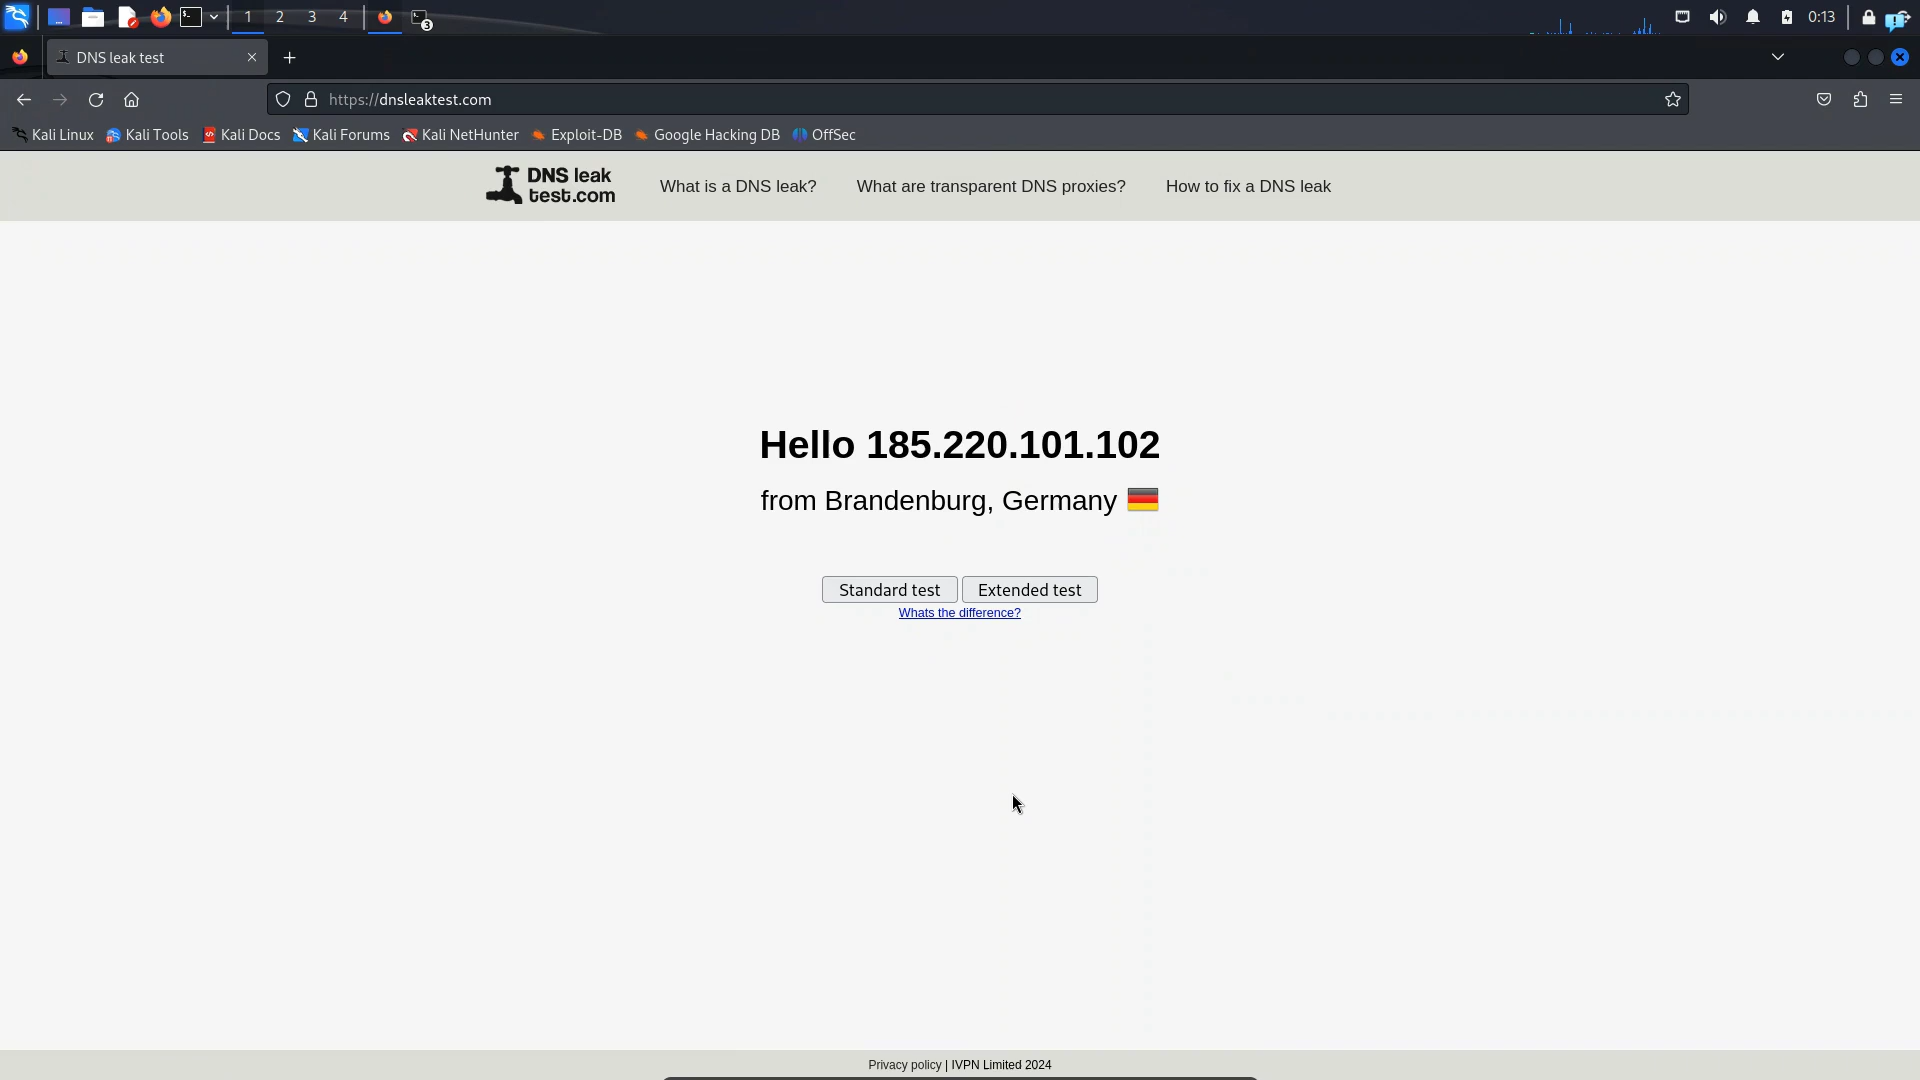 1 2 3 4 3 0:13
DNS leak test
https://dnsleaktest.com
Kali Linux Kali Tools Kali Docs Kali Forums Kali NetHunter Exploit-DB Google Hacking DB OffSec
DNS leak
test.com
What is a DNS leak? What are transparent DNS proxies? How to fix a DNS leak
Hello 185.220.101.102
from Brandenburg, Germany
Standard test Extended test
Whats the difference?
Privacy policy | IVPN Limited 2024